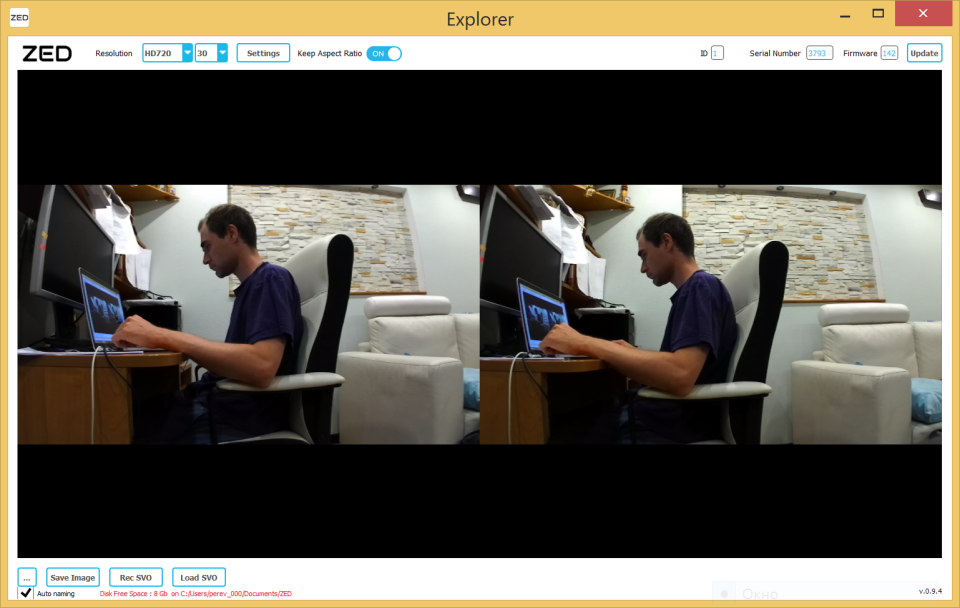 ZED Explorer
ZED Resolution HD720 30 Settings Keep Aspect Ratio ON ID 1 Serial Number 3793 Firmware 142 Update
... Save Image Rec SVO Load SVO
Auto naming Disk Free Space : 8 Gb on C:/Users/perev_000/Documents/ZED Окно v.0.9.4